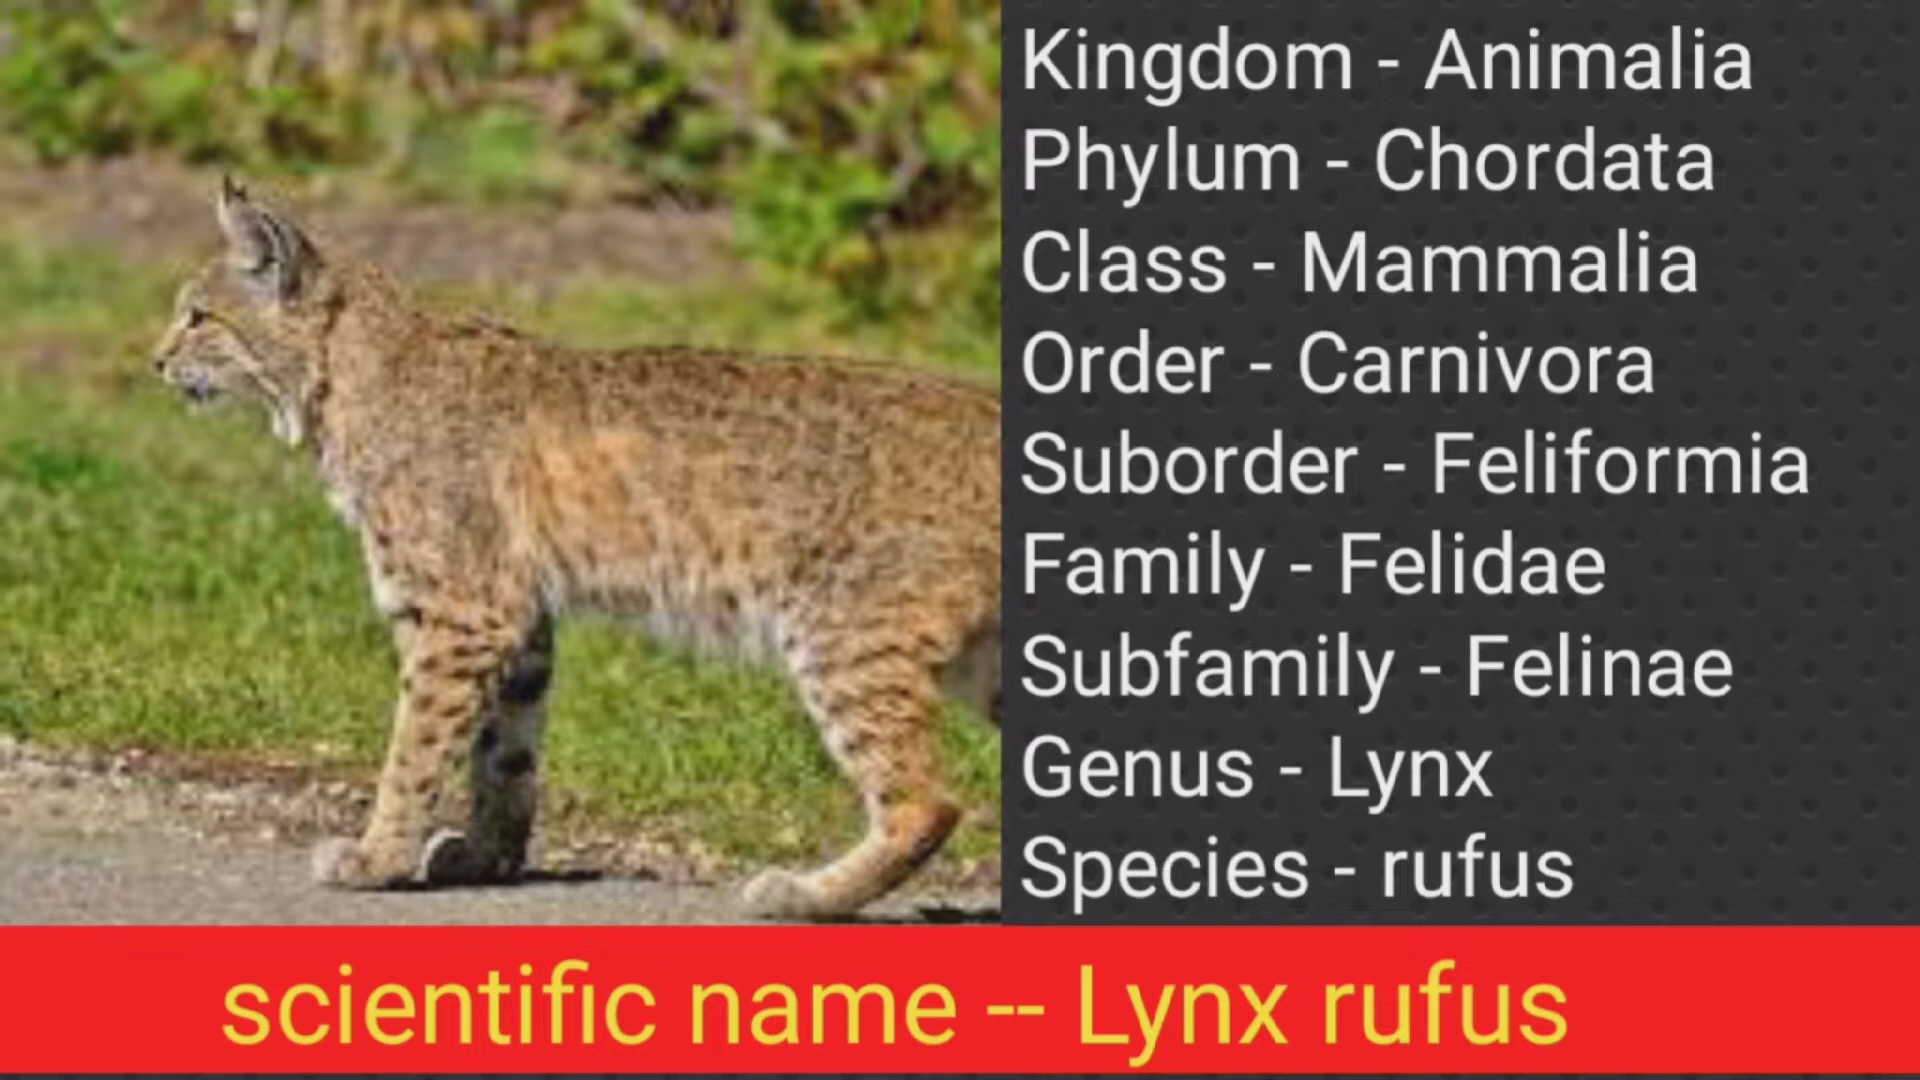 Kingdom - Animalia
Phylum - Chordata
Class - Mammalia
Order - Carnivora
Suborder - Feliformia
Family - Felidae
Subfamily - Felinae
Genus - Lynx
Species - rufus
scientific name -- Lynx rufus